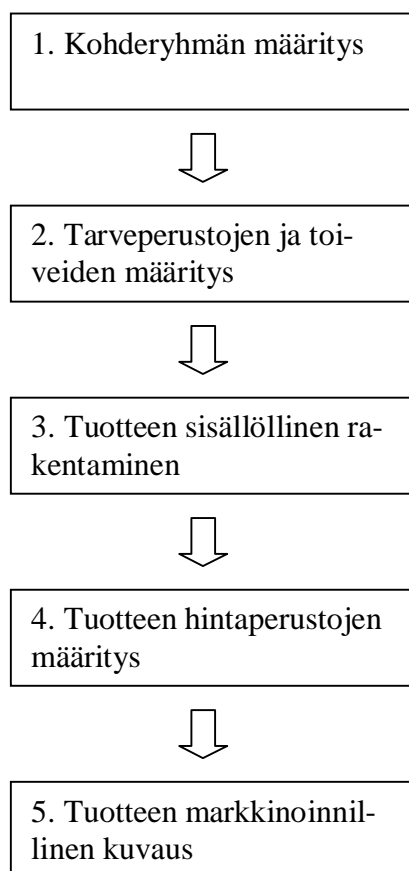 1. Kohderyhmän määritys
2. Tarveperustojen ja toi-
veiden määritys
3. Tuotteen sisällöllinen ra-
kentaminen
4. Tuotteen hintaperustojen
määritys
5. Tuotteen markkinoinnil-
linen kuvaus